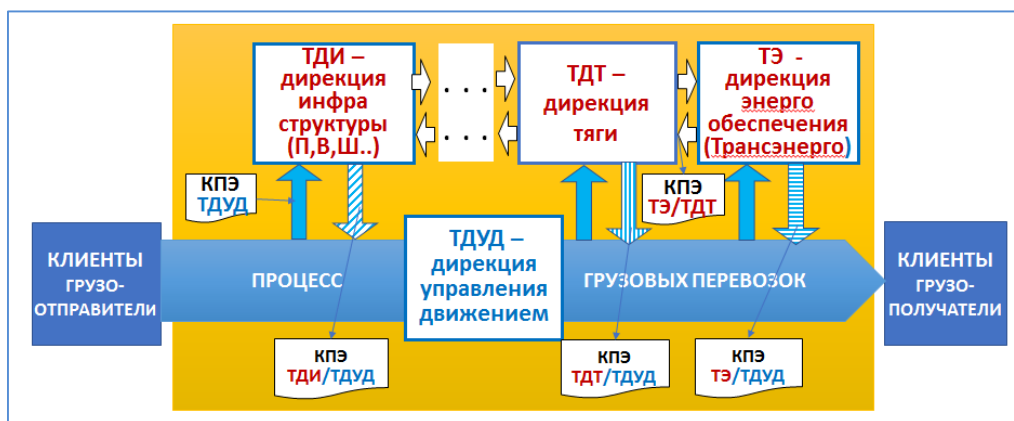 ТДИ –
дирекция
инфра
структуры
(П,В,Ш..)
. . .
. . .
ТДТ –
дирекция
тяги
ТЭ -
дирекция
энерго
обеспечения
(Трансэнерго)
КПЭ
ТДУД
КПЭ
ТЭ/ТДТ
КЛИЕНТЫ
ГРУЗО-
ОТПРАВИТЕЛИ
ПРОЦЕСС
ТДУД –
дирекция
управления
движением
ГРУЗОВЫХ ПЕРЕВОЗОК
КЛИЕНТЫ
ГРУЗО-
ПОЛУЧАТЕЛИ
КПЭ
ТДИ/ТДУД
КПЭ
ТДТ/ТДУД
КПЭ
ТЭ/ТДУД